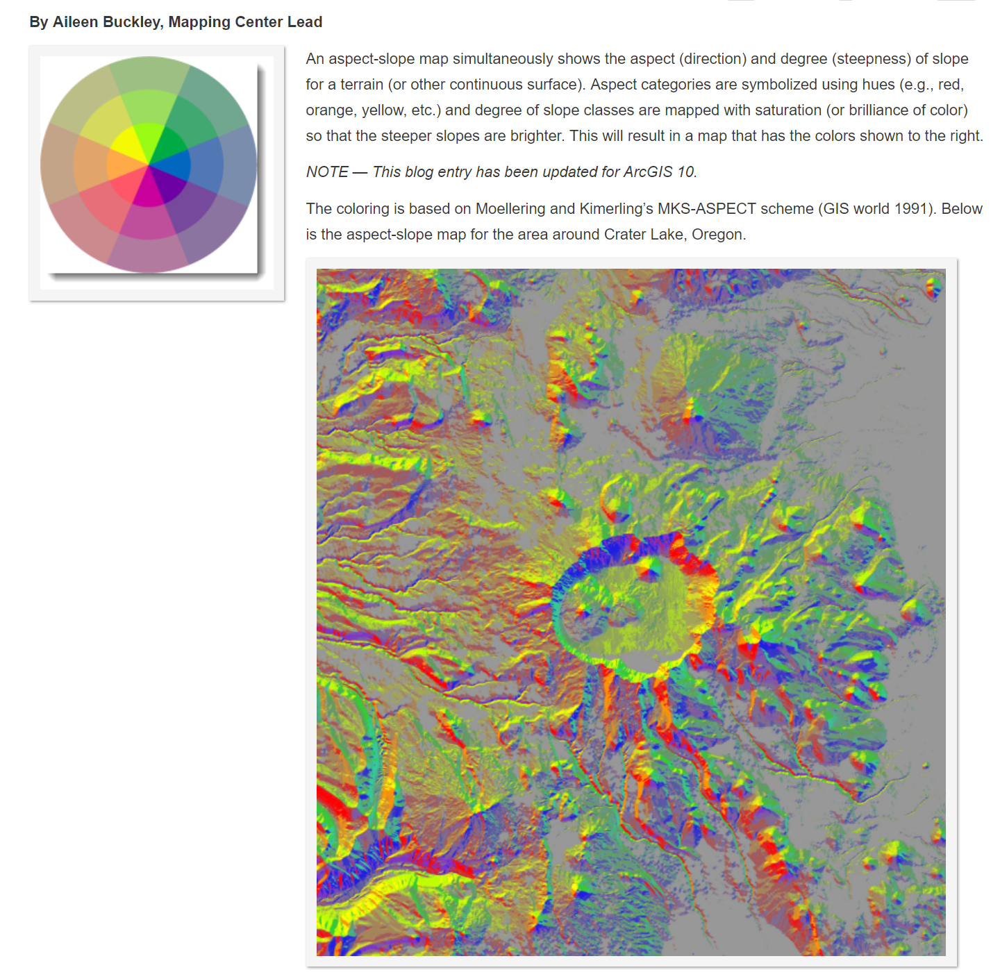 By Aileen Buckley, Mapping Center Lead
An aspect-slope map simultaneously shows the aspect (direction) and degree (steepness) of slope
for a terrain (or other continuous surface). Aspect categories are symbolized using hues (e.g., red,
orange, yellow, etc.) and degree of slope classes are mapped with saturation (or brilliance of color)
so that the steeper slopes are brighter. This will result in a map that has the colors shown to the right.
NOTE — This blog entry has been updated for ArcGIS 10.
The coloring is based on Moellering and Kimerling’s MKS-ASPECT scheme (GIS world 1991). Below
is the aspect-slope map for the area around Crater Lake, Oregon.